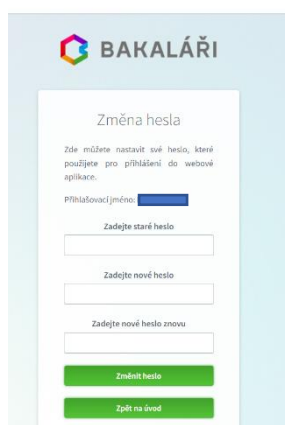 BAKALÁŘI
Změna hesla
Zde můžete nastavit své heslo, které
použijete pro přihlášení do webové
aplikace.
Přihlašovací jméno:
Zadejte staré heslo
Zadejte nové heslo
Zadejte nové heslo znovu
Změnit heslo
Zpět na úvod